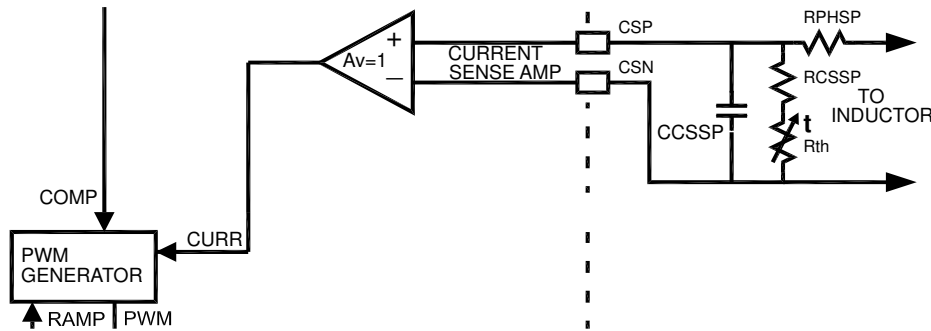 CSP
RPHSP
+
Av=1
CURRENT
SENSE AMP
−
CSN
RCSSP
TO
INDUCTOR
CCSSP
t
Rth
COMP
CURR
PWM
GENERATOR
RAMP
PWM